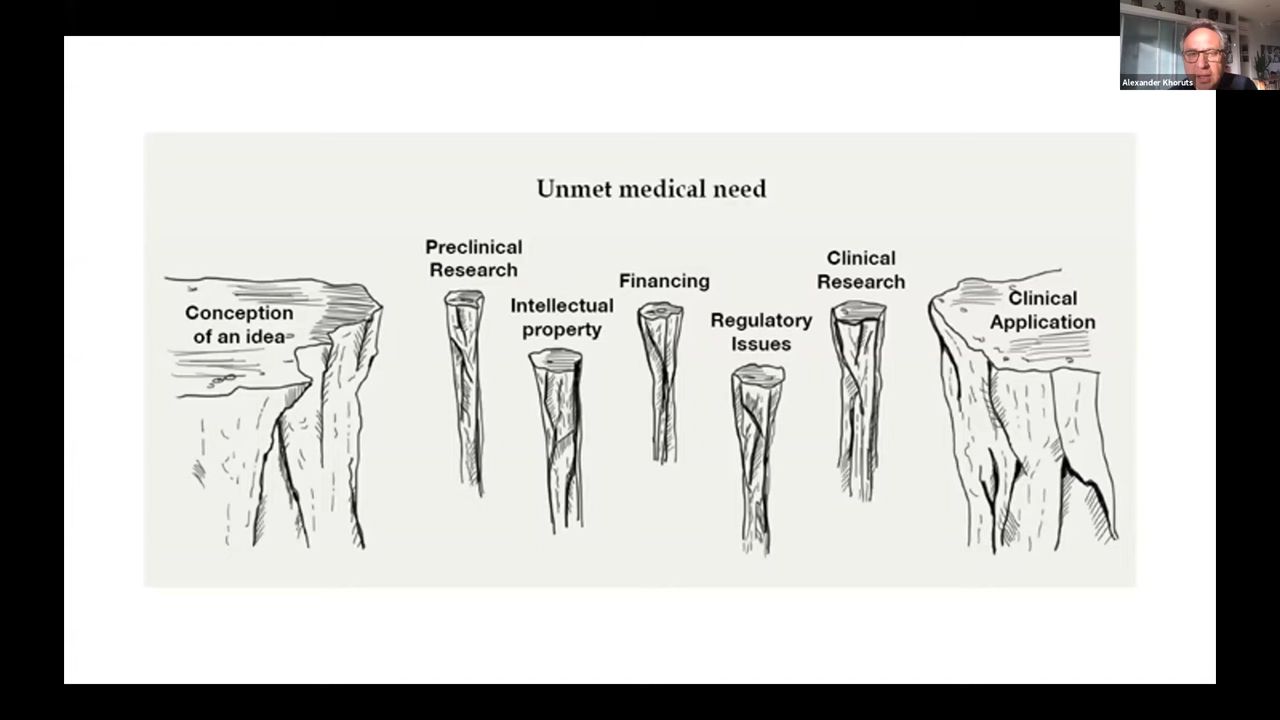 Alexander Khoruts
Unmet medical need
Preclinical
Research
Intellectual
property
Financing
Regulatory
Issues
Clinical
Research
Conception
of an idea
Clinical
Application